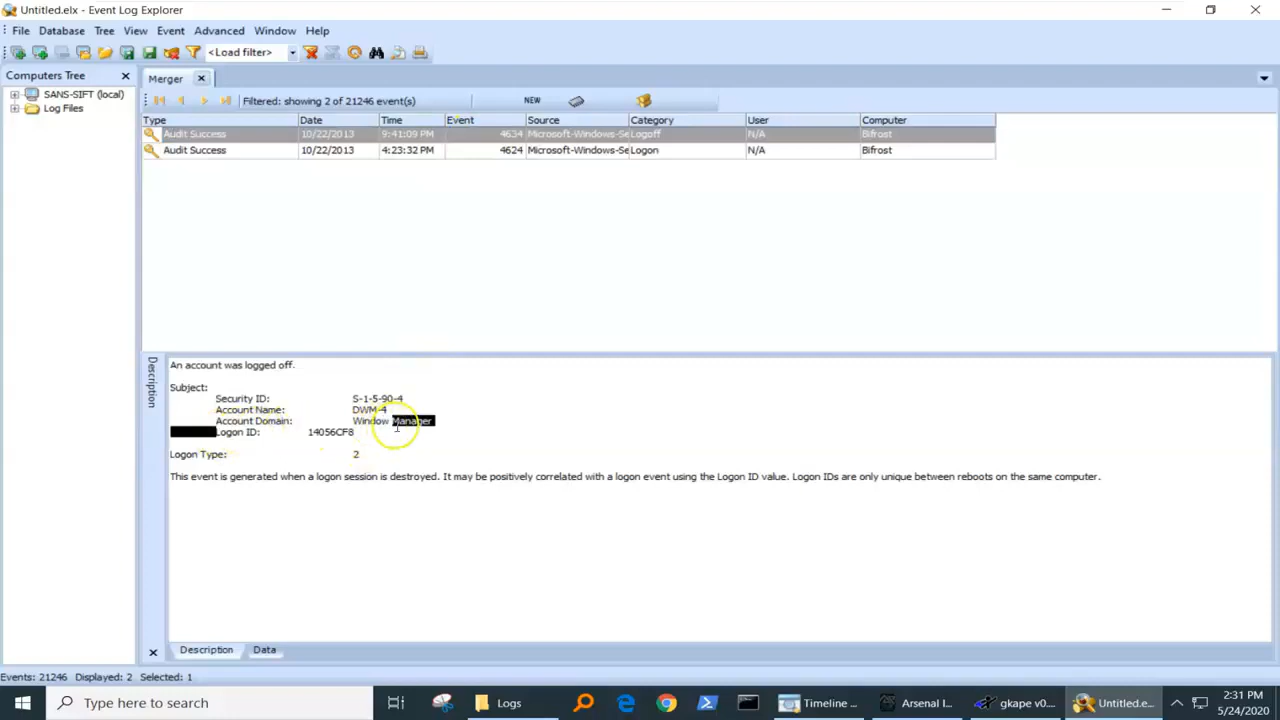 Untitled.elx - Event Log Explorer
File Database Tree View Event Advanced Window Help
<Load filter>
Computers Tree
SANS-SIFT (local)
Log Files
Merger
Filtered: showing 2 of 21246 event(s) NEW
Type Date Time Event Source Category User Computer
Audit Success 10/22/2013 9:41:09 PM 4634 Microsoft-Windows-Se Logoff N/A Bifrost
Audit Success 10/22/2013 4:23:32 PM 4624 Microsoft-Windows-Se Logon N/A Bifrost
Description
An account was logged off.
Subject:
Security ID: S-1-5-90-4
Account Name: DWM-4
Account Domain: Window Manager
Logon ID: 14056CF8
Logon Type: 2
This event is generated when a logon session is destroyed. It may be positively correlated with a logon event using the Logon ID value. Logon IDs are only unique between reboots on the same computer.
Description Data
Events: 21246 Displayed: 2 Selected: 1
Type here to search
Logs
Timeline ...
Arsenal I...
gkape v0....
Untitled.e...
2:31 PM
5/24/2020